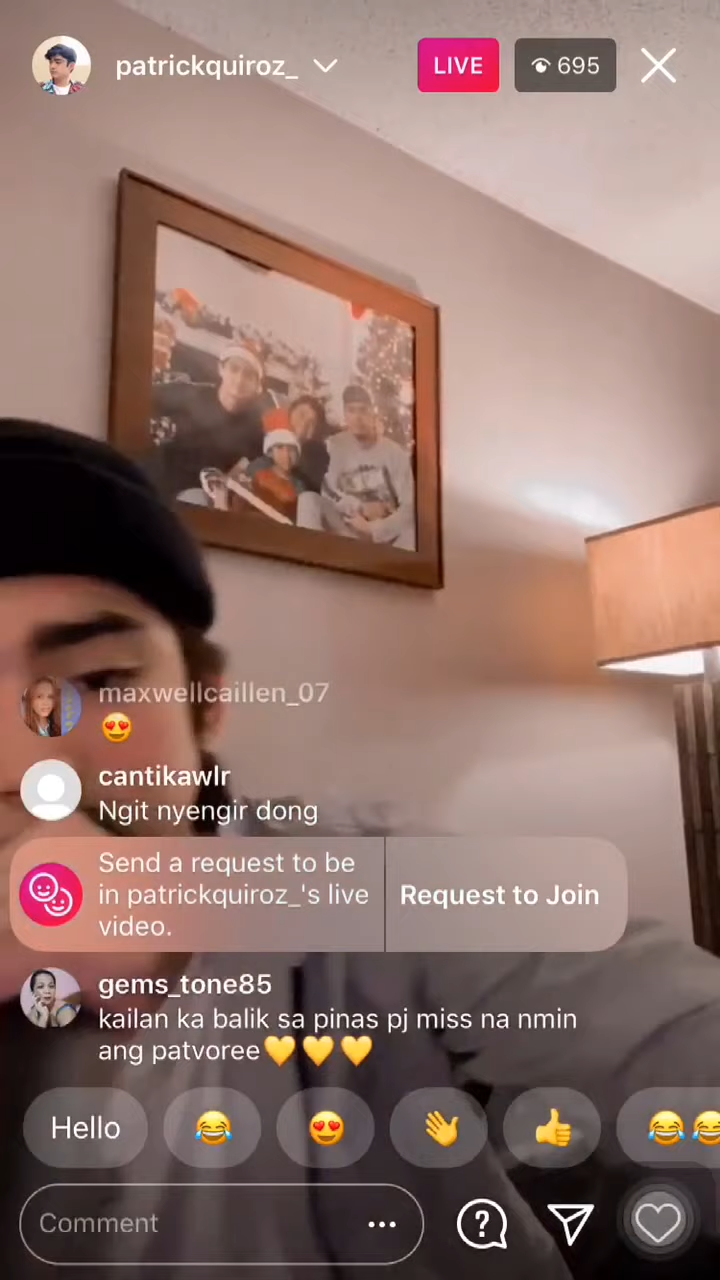 patrickquiroz_
LIVE
695
maxwellcaillen_07
😍
cantikawlr
Ngit nyengir dong
Send a request to be
in patrickquiroz_'s live
video.
Request to Join
gems_tone85
kailan ka balik sa pinas pj miss na nmin
ang patvoree💛💛💛
Hello
Comment